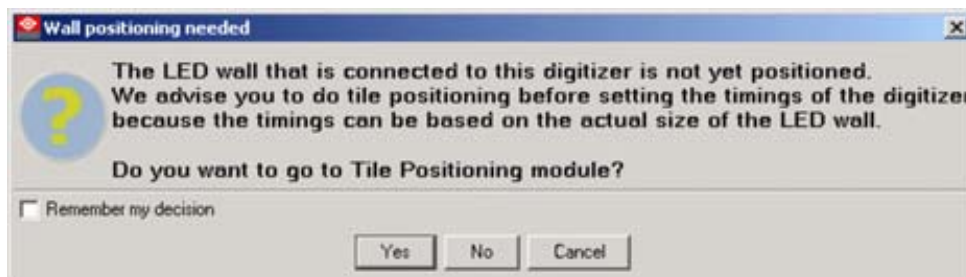 Wall positioning needed
The LED wall that is connected to this digitizer is not yet positioned.
We advise you to do tile positioning before setting the timings of the digitizer
because the timings can be based on the actual size of the LED wall.
Do you want to go to Tile Positioning module?
Remember my decision
Yes No Cancel